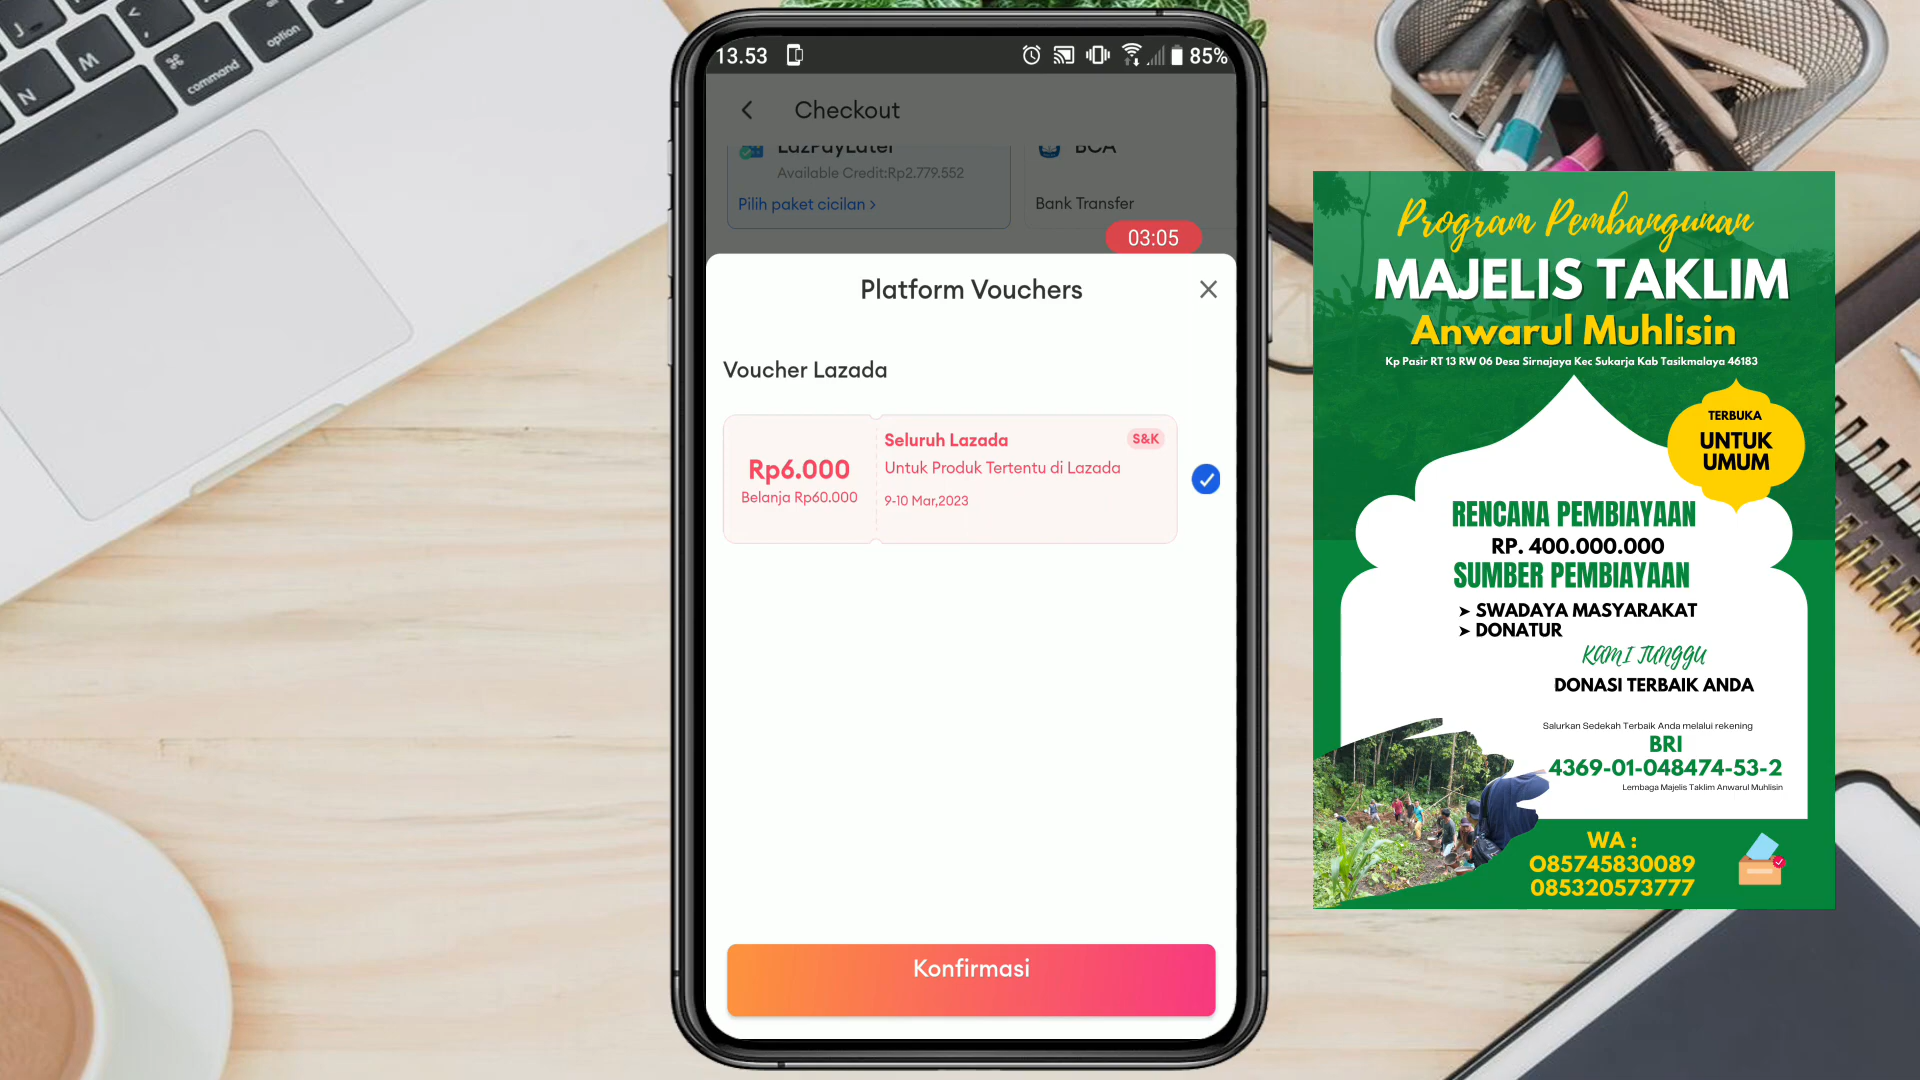 J
<
M
N
⌘
command
option
13.53
85%
Checkout
LazPayLater
Available Credit:Rp2.779.552
Pilih paket cicilan >
BCA
Bank Transfer
03:05
Platform Vouchers
Voucher Lazada
Rp6.000
Belanja Rp60.000
Seluruh Lazada
S&K
Untuk Produk Tertentu di Lazada
9-10 Mar,2023
Konfirmasi
Program Pembangunan
MAJELIS TAKLIM
Anwarul Muhlisin
Kp Pasir RT 13 RW 06 Desa Sirnajaya Kec Sukarja Kab Tasikmalaya 46183
TERBUKA
UNTUK
UMUM
RENCANA PEMBIAYAAN
RP. 400.000.000
SUMBER PEMBIAYAAN
➤ SWADAYA MASYARAKAT
➤ DONATUR
KAMI TUNGGU
DONASI TERBAIK ANDA
Salurkan Sedekah Terbaik Anda melalui rekening
BRI
4369-01-048474-53-2
Lembaga Majelis Taklim Anwarul Muhlisin
WA :
085745830089
085320573777